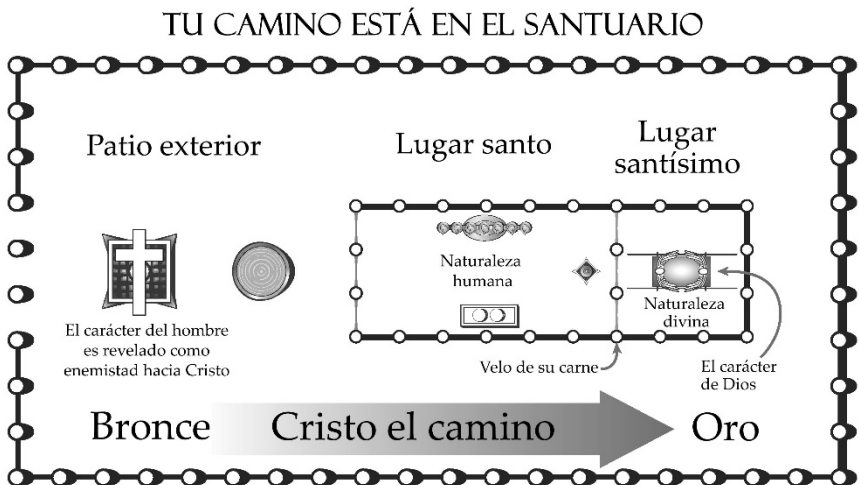 TU CAMINO ESTÁ EN EL SANTUARIO
Patio exterior
Lugar santo
Lugar
santísimo
Naturaleza
humana
Naturaleza
divina
El carácter del hombre
es revelado como
enemistad hacia Cristo
Velo de su carne
El carácter
de Dios
Bronce
Cristo el camino
Oro